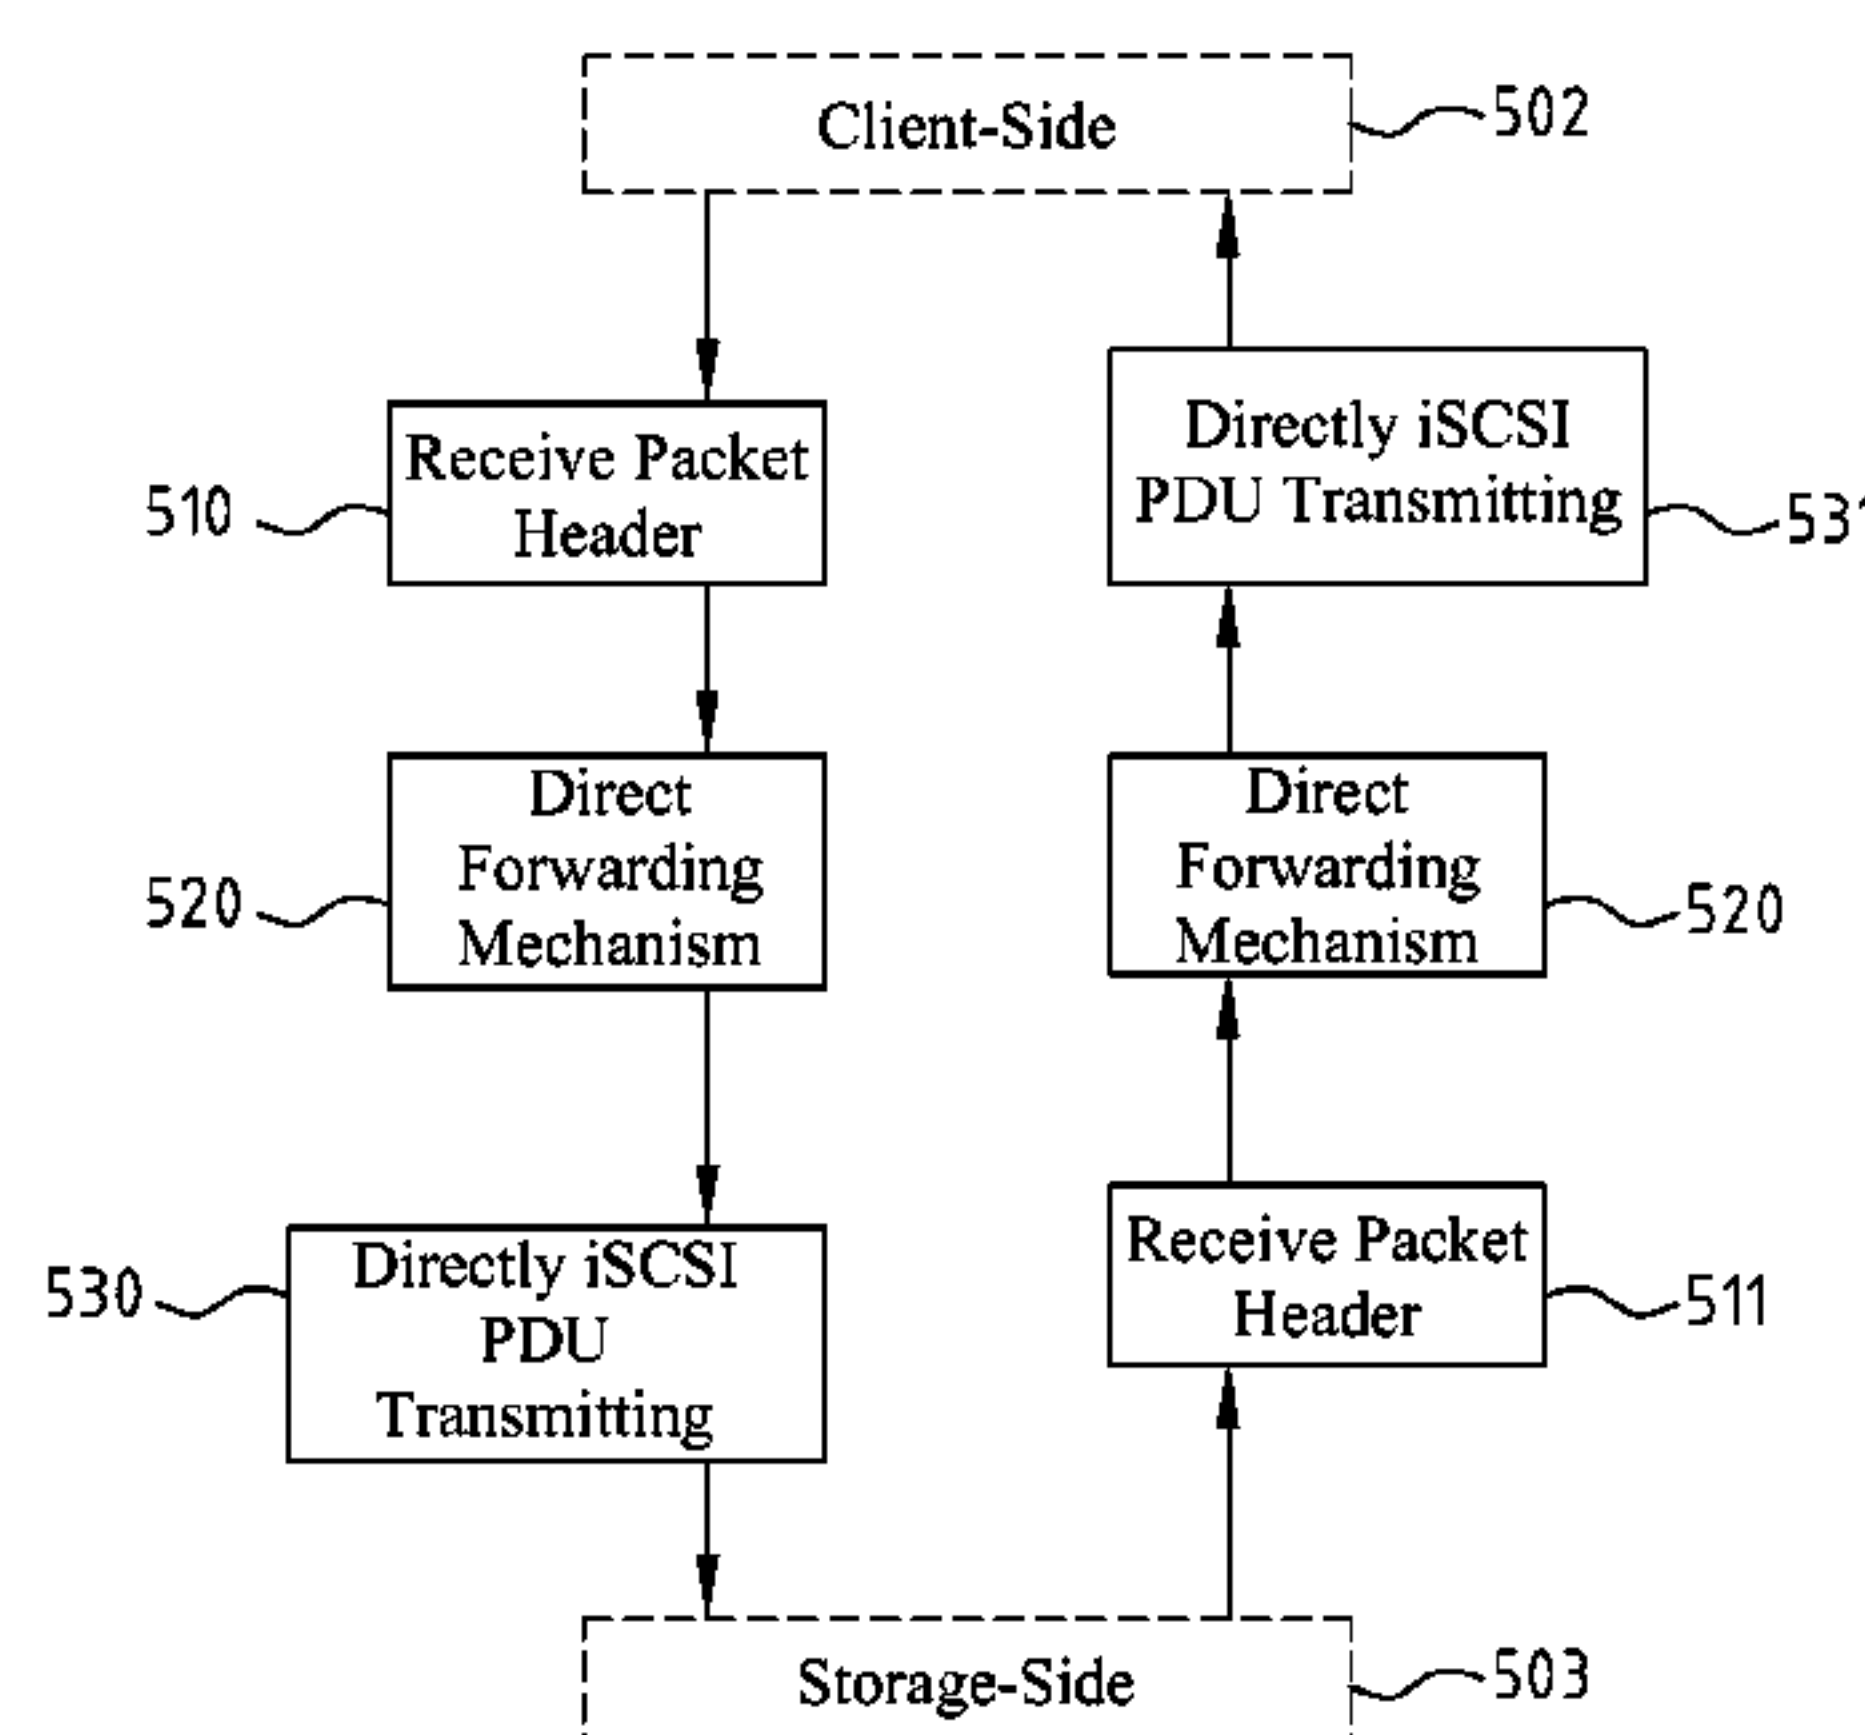 Client-Side
502
Receive Packet
Header
510
Directly iSCSI
PDU Transmitting
Direct
Forwarding
Mechanism
520
Direct
Forwarding
Mechanism
520
Directly iSCSI
PDU
Transmitting
530
Receive Packet
Header
511
Storage-Side
503